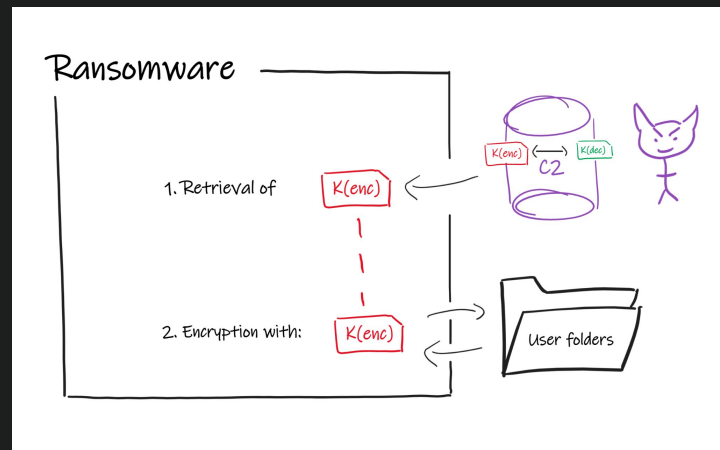 Ransomware
K(enc)
K(dec)
C2
1. Retrieval of
K(enc)
2. Encryption with:
K(enc)
User folders